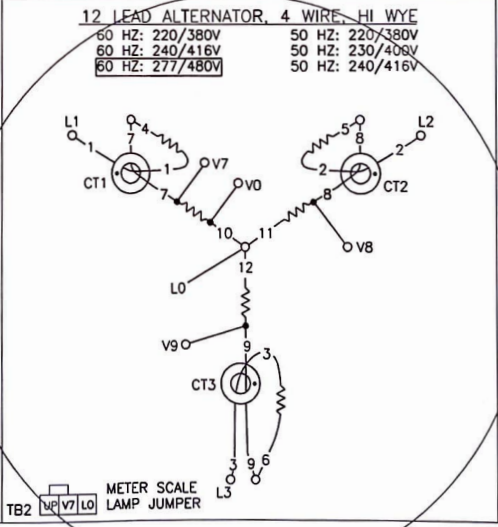 12 LEAD ALTERNATOR, 4 WIRE, HI WYE
60 HZ: 220/380V 50 HZ: 220/380V
60 HZ: 240/416V 50 HZ: 230/400V
60 HZ: 277/480V 50 HZ: 240/416V
L1 L2
4 5
7 8
1 2
V7
1 2
CT1 V0 CT2
7 8
10 11
V8
12
L0
V9
9
3
CT3
3 9 6
L3
METER SCALE
TB2 UP V7 L0 LAMP JUMPER